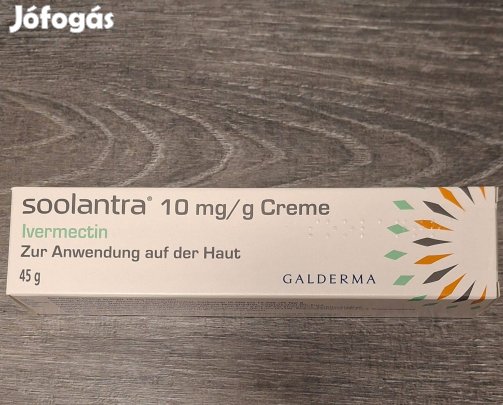 Jófogás
soolantra® 10 mg/g Creme
Ivermectin
Zur Anwendung auf der Haut
45 g
GALDERMA